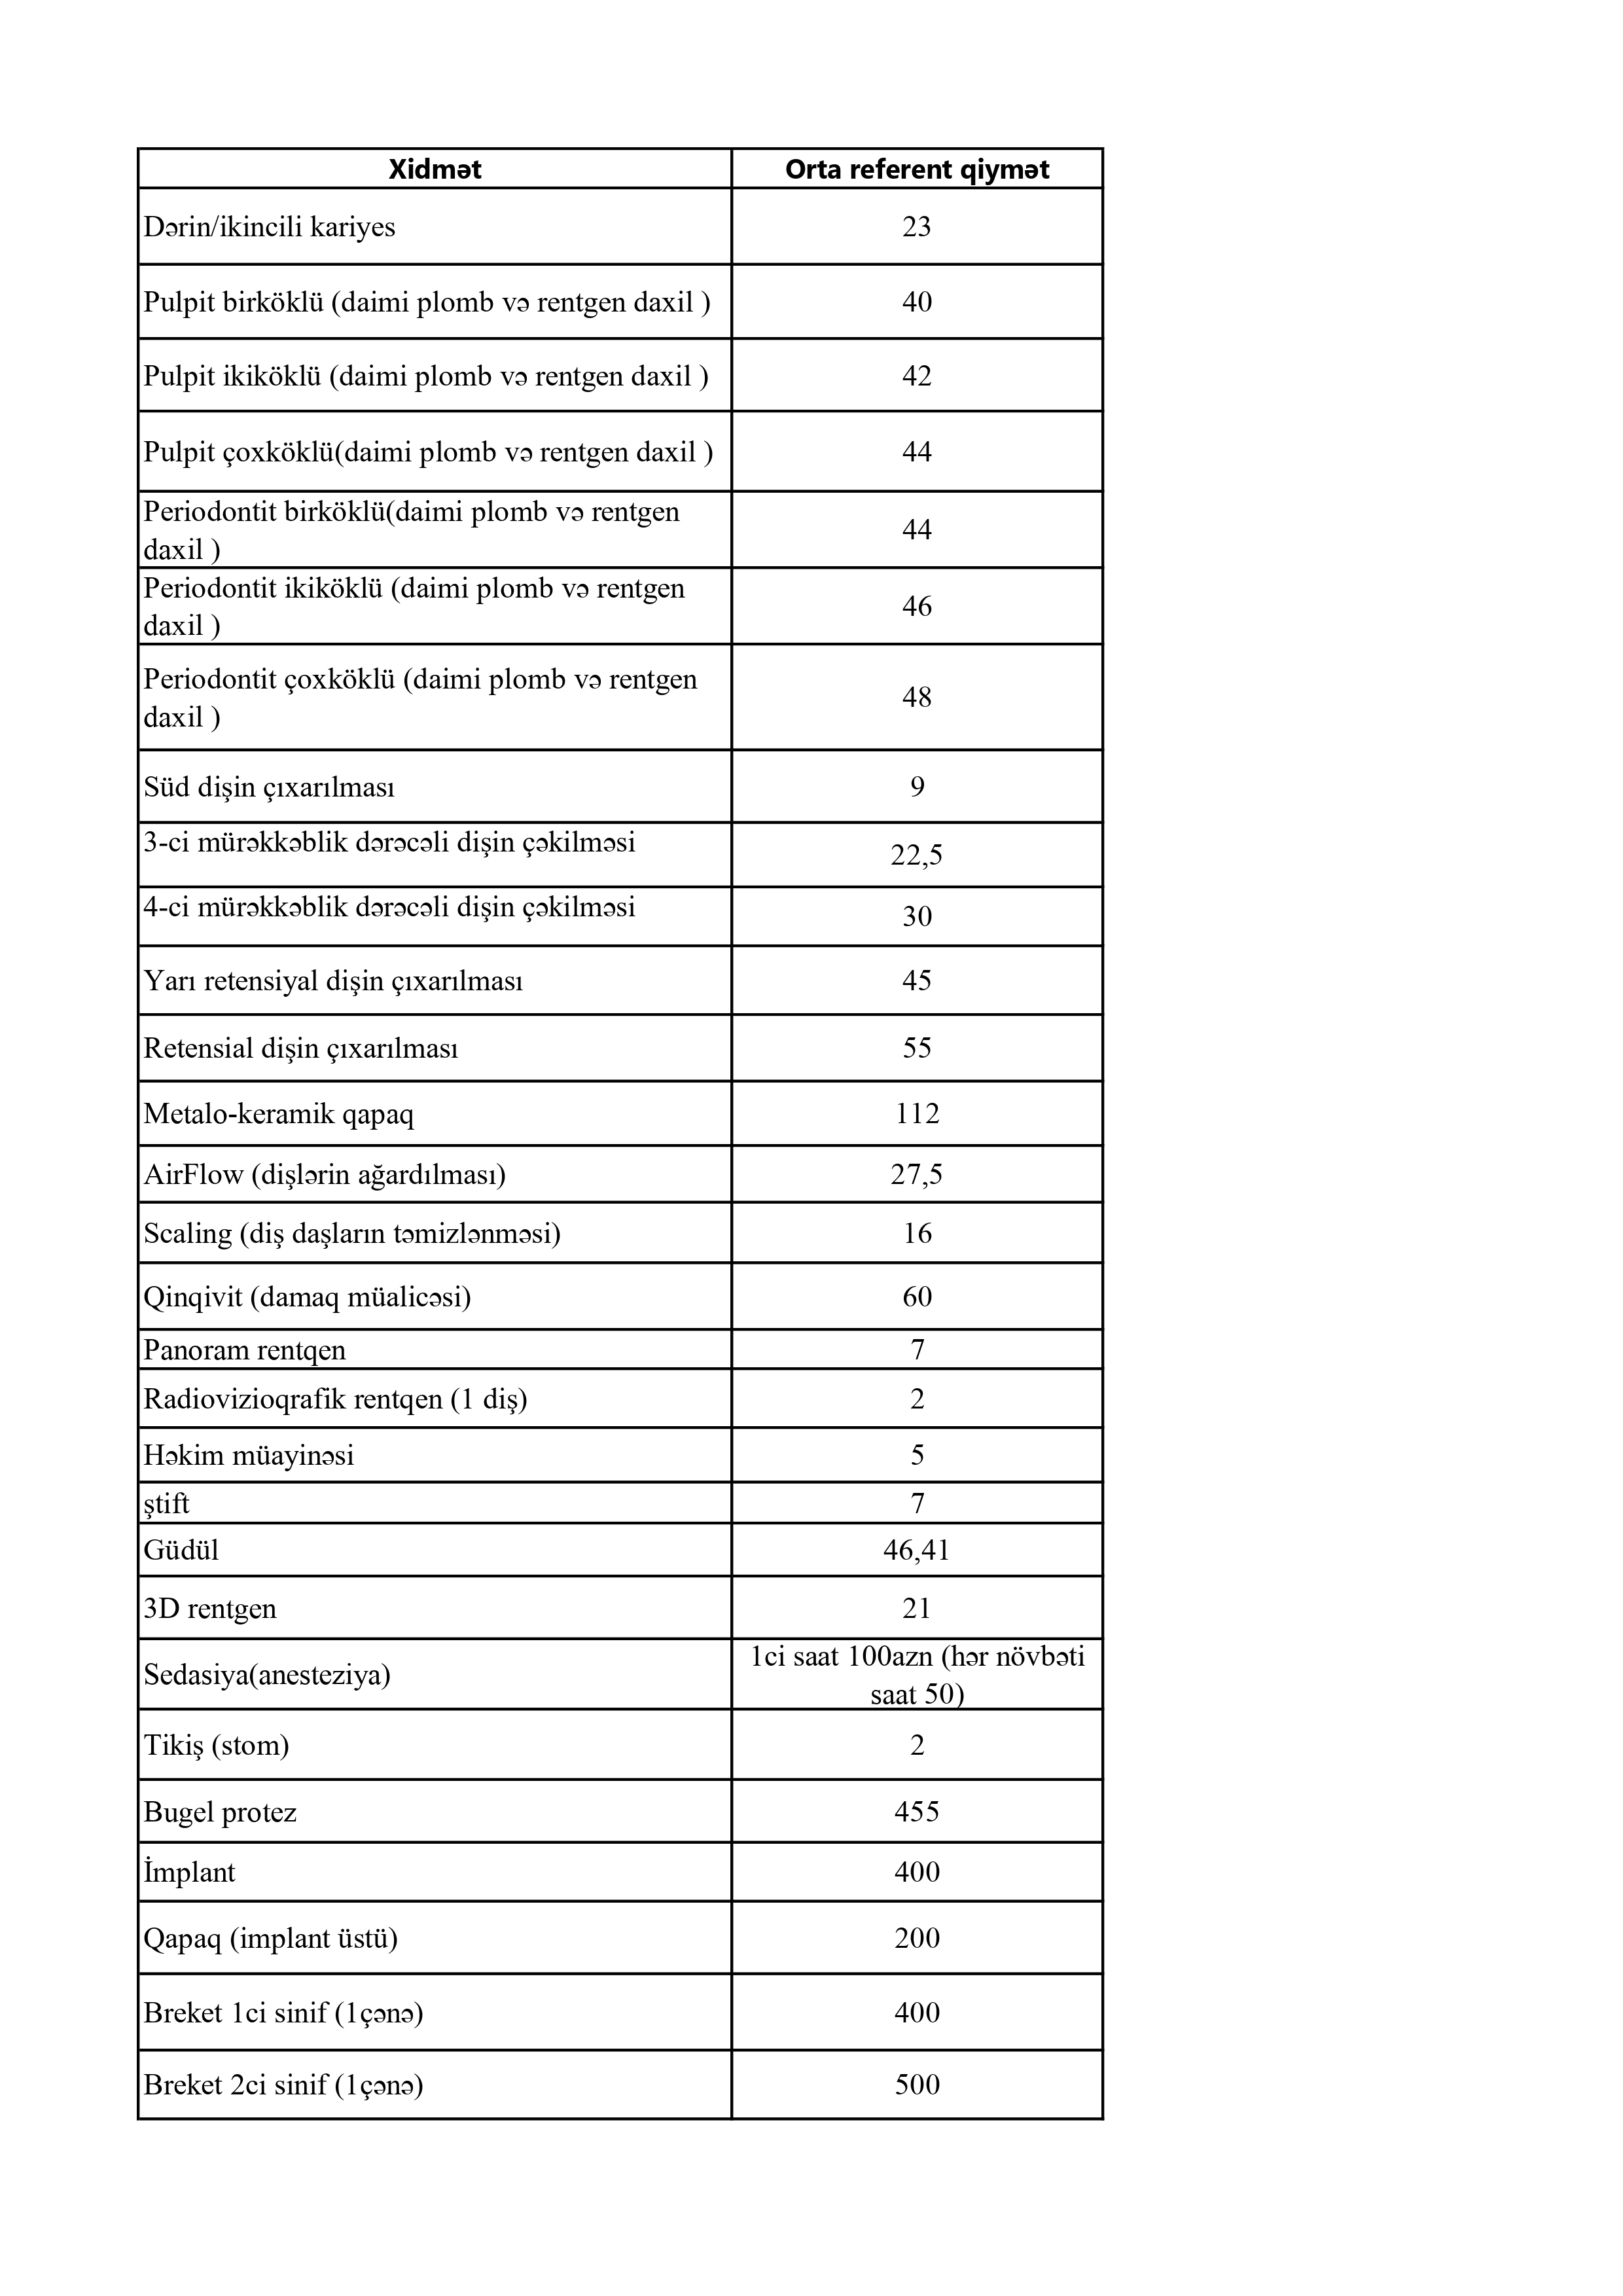 Xidmət Orta referent qiymət
Dərin/ikincili kariyes 23
Pulpit birköklü (daimi plomb və rentgen daxil ) 40
Pulpit ikiköklü (daimi plomb və rentgen daxil ) 42
Pulpit çoxköklü(daimi plomb və rentgen daxil ) 44
Periodontit birköklü(daimi plomb və rentgen
daxil ) 44
Periodontit ikiköklü (daimi plomb və rentgen
daxil ) 46
Periodontit çoxköklü (daimi plomb və rentgen
daxil ) 48
Süd dişin çıxarılması 9
3-ci mürəkkəblik dərəcəli dişin çəkilməsi 22,5
4-ci mürəkkəblik dərəcəli dişin çəkilməsi 30
Yarı retensiyal dişin çıxarılması 45
Retensial dişin çıxarılması 55
Metalo-keramik qapaq 112
AirFlow (dişlərin ağardılması) 27,5
Scaling (diş daşların təmizlənməsi) 16
Qinqivit (damaq müalicəsi) 60
Panoram rentqen 7
Radiovizioqrafik rentqen (1 diş) 2
Həkim müayinəsi 5
ştift 7
Güdül 46,41
3D rentgen 21
Sedasiya(anesteziya) 1ci saat 100azn (hər növbəti
saat 50)
Tikiş (stom) 2
Bugel protez 455
İmplant 400
Qapaq (implant üstü) 200
Breket 1ci sinif (1çənə) 400
Breket 2ci sinif (1çənə) 500